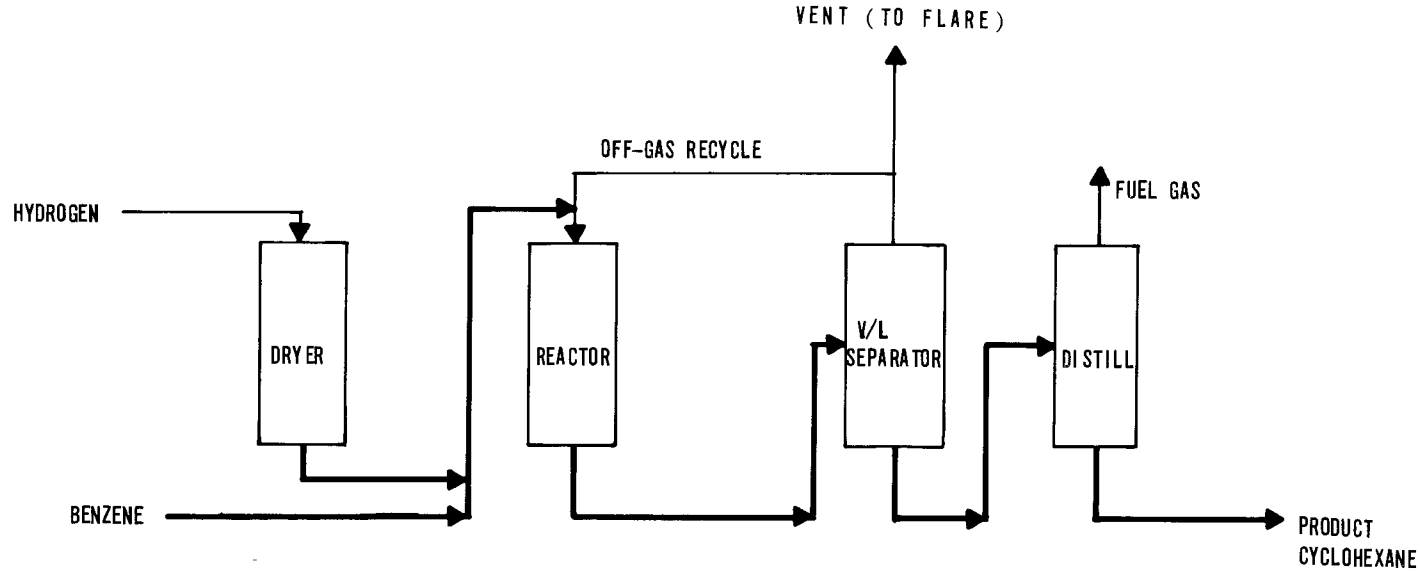 VENT (TO FLARE)
OFF-GAS RECYCLE
FUEL GAS
HYDROGEN
DRYER
REACTOR
V/L
SEPARATOR
DISTILL
BENZENE
PRODUCT
CYCLOHEXANE